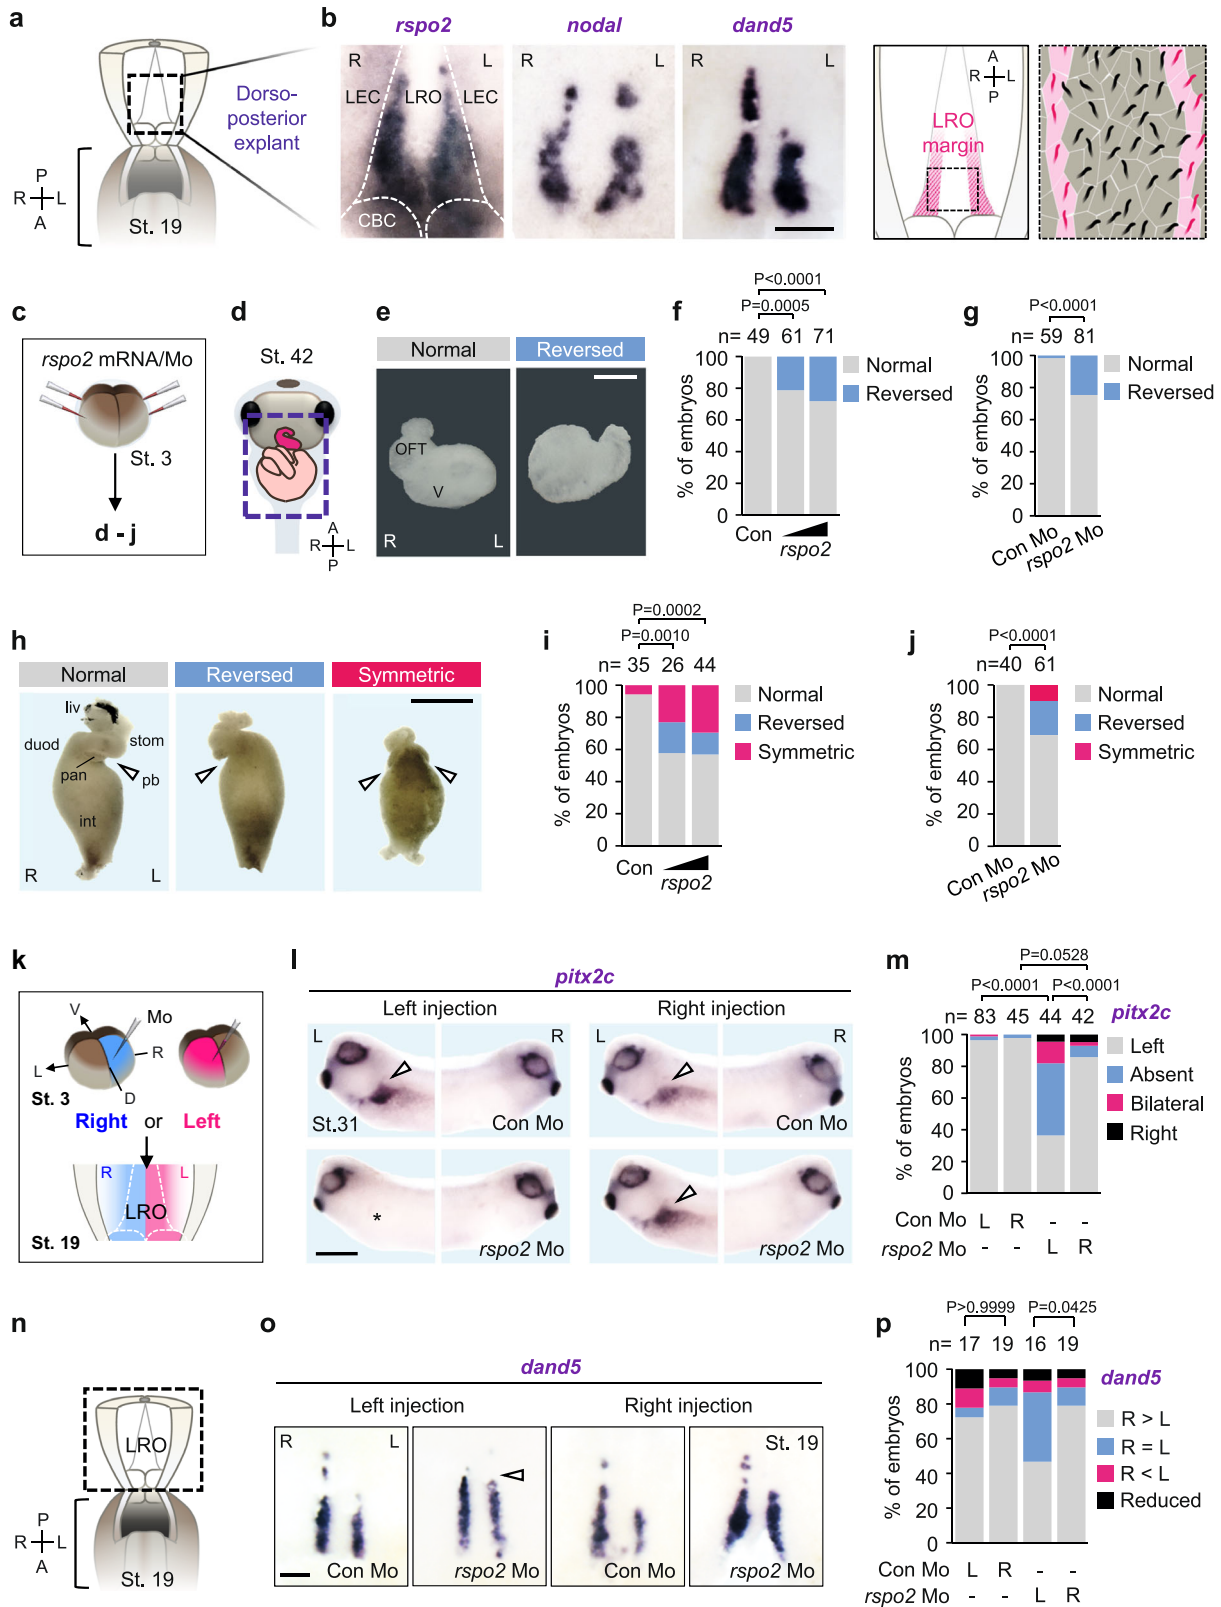 a
Dorso-
posterior
explant
P
R L
A
St. 19
b
rspo2
nodal
dand5
R L
LEC LRO LEC
CBC
R L
R L
A
R L
P
LRO
margin
c
rspo2 mRNA/Mo
St. 3
d - j
d
St. 42
A
R L
P
e
Normal
Reversed
OFT
V
R L
f
P<0.0001
P=0.0005
n= 49 61 71
% of embryos
100
80
60
40
20
0
Normal
Reversed
Con
rspo2
g
P<0.0001
n= 59 81
% of embryos
100
80
60
40
20
0
Normal
Reversed
Con Mo
rspo2 Mo
h
Normal
Reversed
Symmetric
liv
duod
stom
pan
pb
int
R L
i
P=0.0002
P=0.0010
n= 35 26 44
% of embryos
100
80
60
40
20
0
Normal
Reversed
Symmetric
Con
rspo2
j
P<0.0001
n=40 61
% of embryos
100
80
60
40
20
0
Normal
Reversed
Symmetric
Con Mo
rspo2 Mo
k
V
Mo
R
L
D
St. 3
Right or Left
R L
LRO
St. 19
l
pitx2c
Left injection
Right injection
L R
L R
St.31
Con Mo
Con Mo
*
rspo2 Mo
rspo2 Mo
m
P=0.0528
P<0.0001 P<0.0001
n= 83 45 44 42
pitx2c
% of embryos
100
80
60
40
20
0
Left
Absent
Bilateral
Right
Con Mo L R - -
rspo2 Mo - - L R
n
LRO
P
R L
A
St. 19
o
dand5
Left injection
Right injection
R L
St. 19
Con Mo
rspo2 Mo
Con Mo
rspo2 Mo
p
P>0.9999 P=0.0425
n= 17 19 16 19
dand5
% of embryos
100
80
60
40
20
0
R > L
R = L
R < L
Reduced
Con Mo L R - -
rspo2 Mo - - L R